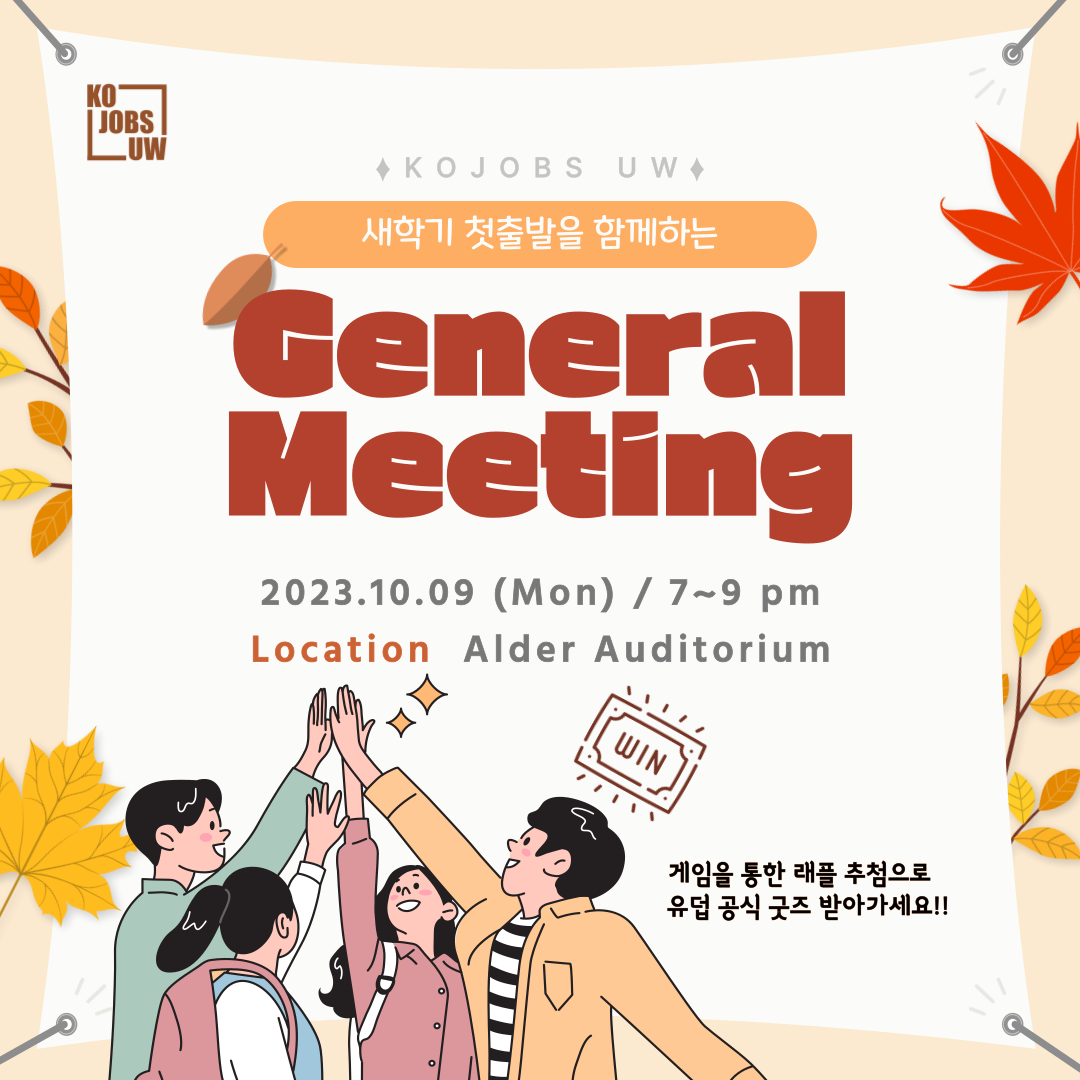 KO
JOBS
UW
KOJOBS UW
새학기 첫출발을 함께하는
General
Meeting
2023.10.09 (Mon) / 7~9 pm
Location Alder Auditorium
WIN
게임을 통한 래플 추첨으로
유덥 공식 굿즈 받아가세요!!